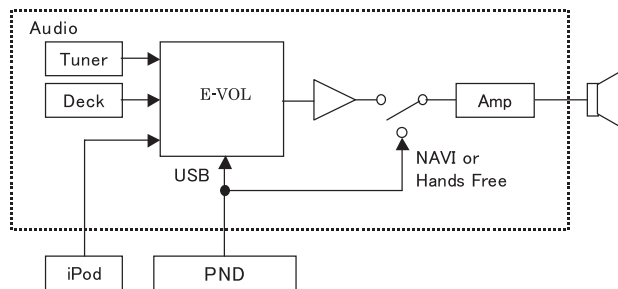 Audio
Tuner
Deck
E-VOL
Amp
USB
NAVI or
Hands Free
iPod
PND